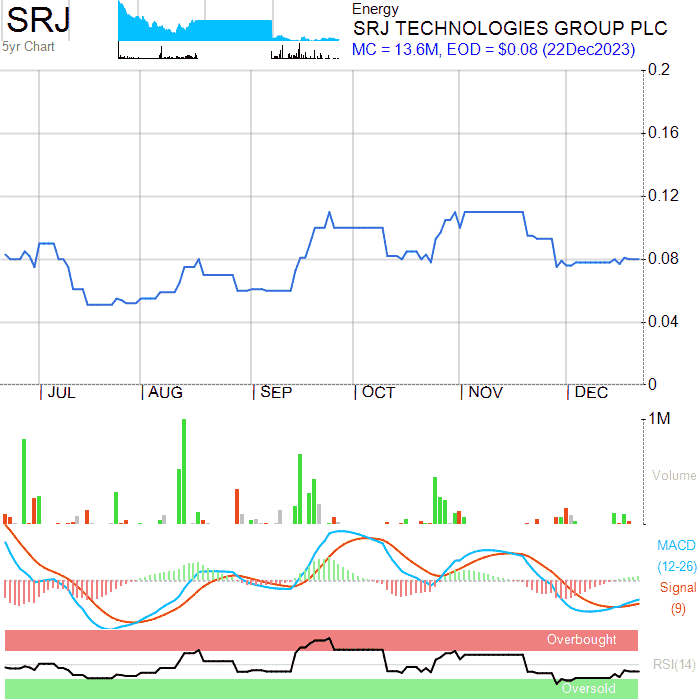 SRJ
5yr Chart
Energy
SRJ TECHNOLOGIES GROUP PLC
MC = 13.6M, EOD = $0.08 (22Dec2023)
0.2
0.16
0.12
0.08
0.04
0
JUL AUG SEP OCT NOV DEC
1M
Volume
MACD
(12-26)
Signal
(9)
Overbought
RSI(14)
Oversold